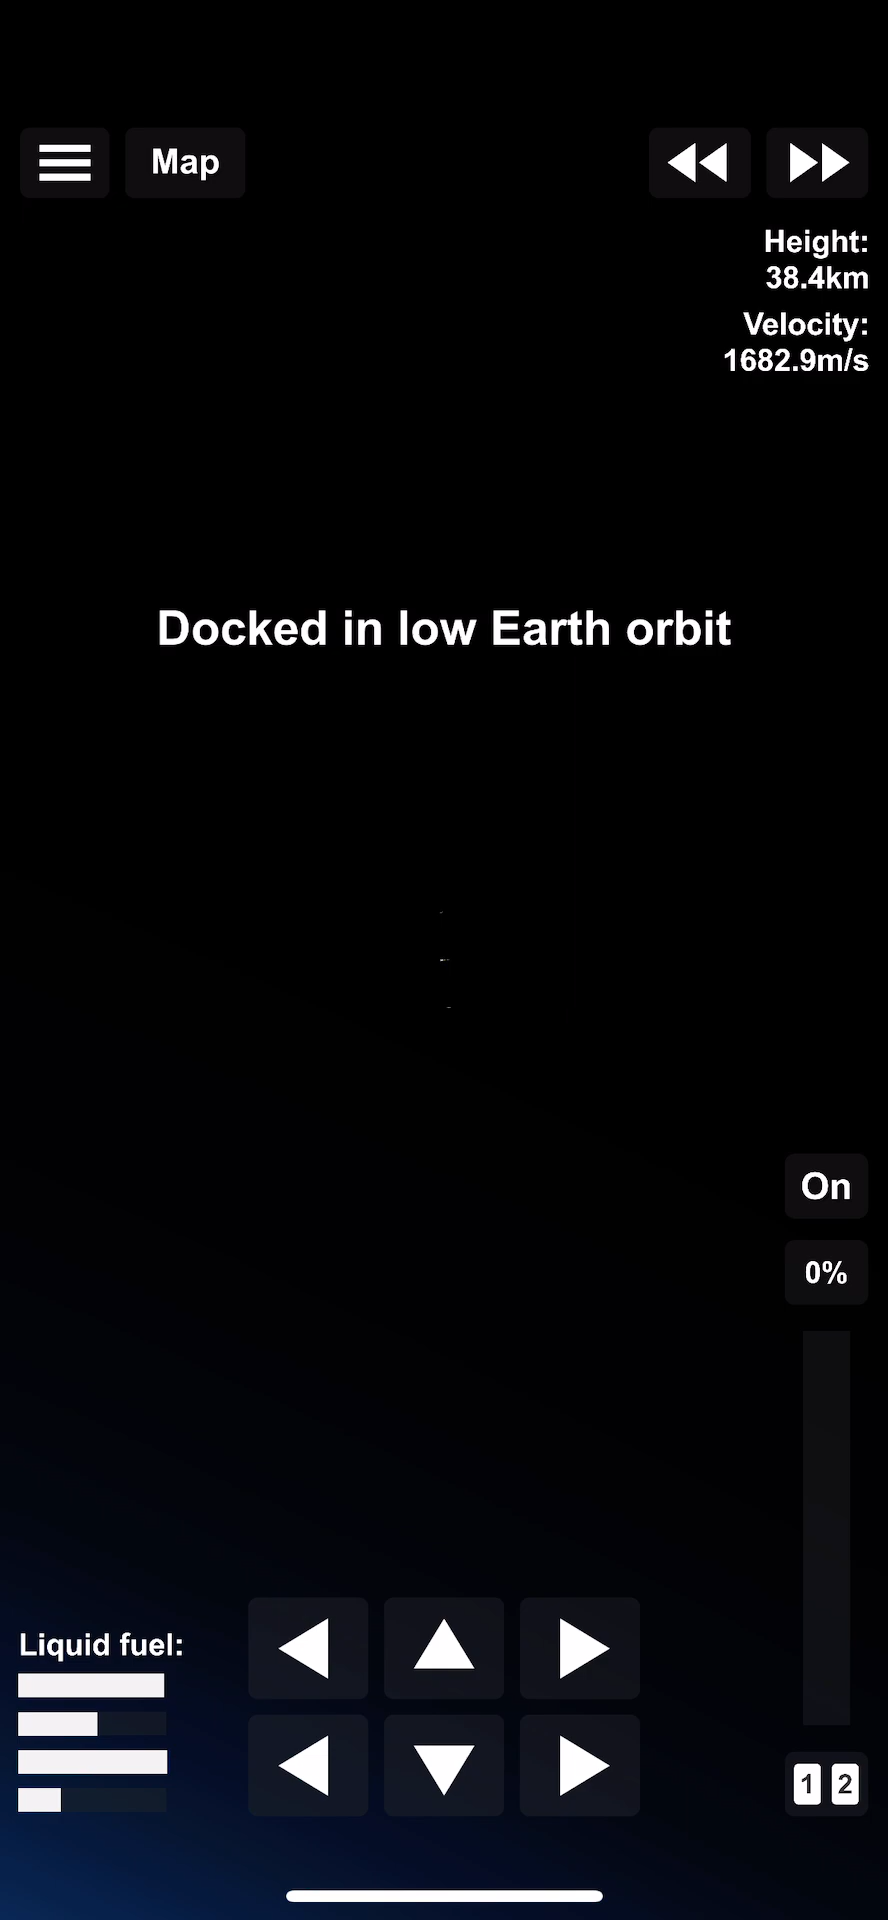 Map
Height:
38.4km
Velocity:
1682.9m/s
Docked in low Earth orbit
On
0%
Liquid fuel:
1 2